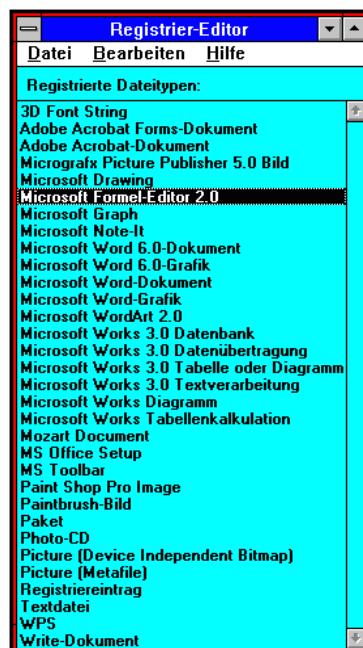 Registrier-Editor
Datei Bearbeiten Hilfe
Registrierte Dateitypen:
3D Font String
Adobe Acrobat Forms-Dokument
Adobe Acrobat-Dokument
Micrografx Picture Publisher 5.0 Bild
Microsoft Drawing
Microsoft Formel-Editor 2.0
Microsoft Graph
Microsoft Note-It
Microsoft Word 6.0-Dokument
Microsoft Word 6.0-Grafik
Microsoft Word-Dokument
Microsoft Word-Grafik
Microsoft WordArt 2.0
Microsoft Works 3.0 Datenbank
Microsoft Works 3.0 Datenübertragung
Microsoft Works 3.0 Tabelle oder Diagramm
Microsoft Works 3.0 Textverarbeitung
Microsoft Works Diagramm
Microsoft Works Tabellenkalkulation
Mozart Document
MS Office Setup
MS Toolbar
Paint Shop Pro Image
Paintbrush-Bild
Paket
Photo-CD
Picture (Device Independent Bitmap)
Picture (Metafile)
Registriereintrag
Textdatei
WPS
Write-Dokument